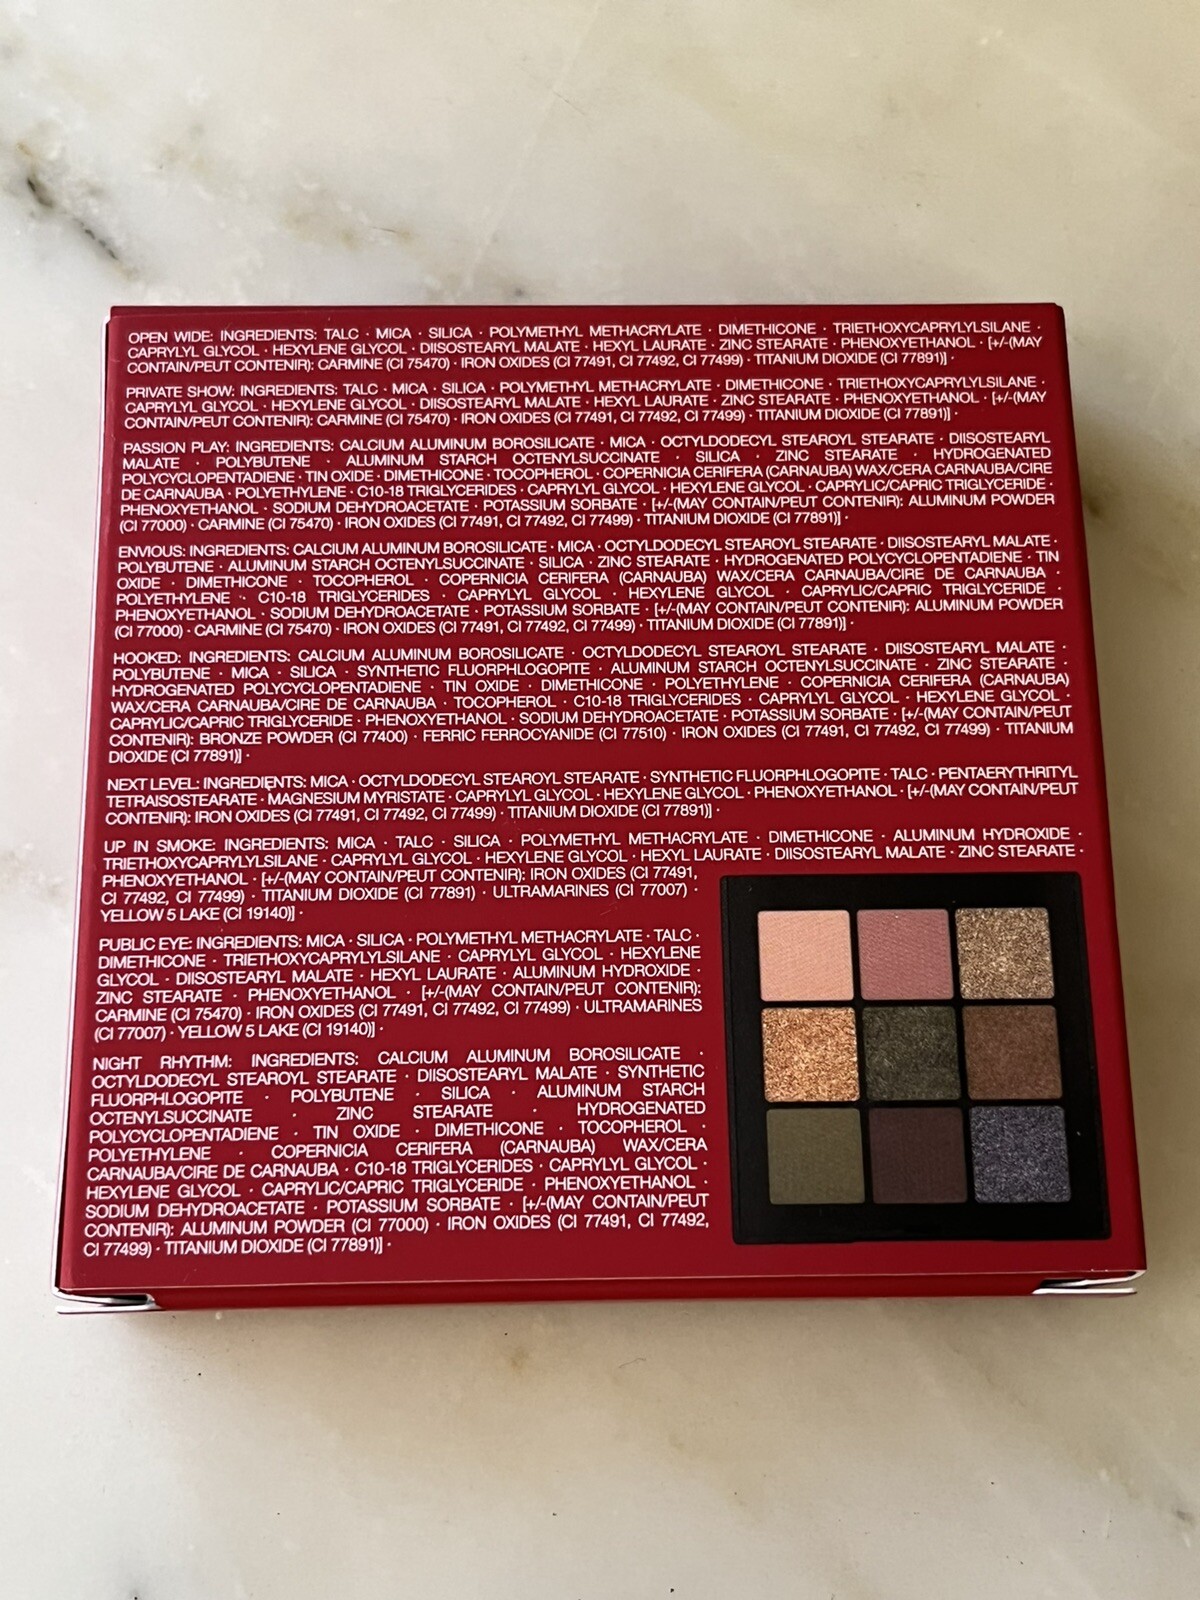 OPEN WIDE: INGREDIENTS: TALC · MICA · SILICA · POLYMETHYL METHACRYLATE · DIMETHICONE · TRIETHOXYCAPRYLYLSILANE ·
CAPRYLYL GLYCOL · HEXYLENE GLYCOL · DIISOSTEARYL MALATE · HEXYL LAURATE · ZINC STEARATE · PHENOXYETHANOL · [+/-(MAY
CONTAIN/PEUT CONTENIR): CARMINE (CI 75470) · IRON OXIDES (CI 77491, CI 77492, CI 77499) · TITANIUM DIOXIDE (CI 77891)] ·
PRIVATE SHOW: INGREDIENTS: TALC · MICA · SILICA · POLYMETHYL METHACRYLATE · DIMETHICONE · TRIETHOXYCAPRYLYLSILANE ·
CAPRYLYL GLYCOL · HEXYLENE GLYCOL · DIISOSTEARYL MALATE · HEXYL LAURATE · ZINC STEARATE · PHENOXYETHANOL · [+/-(MAY
CONTAIN/PEUT CONTENIR): CARMINE (CI 75470) · IRON OXIDES (CI 77491, CI 77492, CI 77499) · TITANIUM DIOXIDE (CI 77891)] ·
PASSION PLAY: INGREDIENTS: CALCIUM ALUMINUM BOROSILICATE · MICA · OCTYLDODECYL STEAROYL STEARATE · DIISOSTEARYL
MALATE · POLYBUTENE · ALUMINUM STARCH OCTENYLSUCCINATE · SILICA · ZINC STEARATE · HYDROGENATED
POLYCYCLOPENTADIENE · TIN OXIDE · DIMETHICONE · TOCOPHEROL · COPERNICIA CERIFERA (CARNAUBA) WAX/CERA CARNAUBA/CIRE
DE CARNAUBA · POLYETHYLENE · C10-18 TRIGLYCERIDES · CAPRYLYL GLYCOL · HEXYLENE GLYCOL · CAPRYLIC/CAPRIC TRIGLYCERIDE ·
PHENOXYETHANOL · SODIUM DEHYDROACETATE · POTASSIUM SORBATE · [+/-(MAY CONTAIN/PEUT CONTENIR): ALUMINUM POWDER
(CI 77000) · CARMINE (CI 75470) · IRON OXIDES (CI 77491, CI 77492, CI 77499) · TITANIUM DIOXIDE (CI 77891)] ·
ENVIOUS: INGREDIENTS: CALCIUM ALUMINUM BOROSILICATE · MICA · OCTYLDODECYL STEAROYL STEARATE · DIISOSTEARYL MALATE ·
POLYBUTENE · ALUMINUM STARCH OCTENYLSUCCINATE · SILICA · ZINC STEARATE · HYDROGENATED POLYCYCLOPENTADIENE · TIN
OXIDE · DIMETHICONE · TOCOPHEROL · COPERNICIA CERIFERA (CARNAUBA) WAX/CERA CARNAUBA/CIRE DE CARNAUBA ·
POLYETHYLENE · C10-18 TRIGLYCERIDES · CAPRYLYL GLYCOL · HEXYLENE GLYCOL · CAPRYLIC/CAPRIC TRIGLYCERIDE ·
PHENOXYETHANOL · SODIUM DEHYDROACETATE · POTASSIUM SORBATE · [+/-(MAY CONTAIN/PEUT CONTENIR): ALUMINUM POWDER
(CI 77000) · CARMINE (CI 75470) · IRON OXIDES (CI 77491, CI 77492, CI 77499) · TITANIUM DIOXIDE (CI 77891)] ·
HOOKED: INGREDIENTS: CALCIUM ALUMINUM BOROSILICATE · OCTYLDODECYL STEAROYL STEARATE · DIISOSTEARYL MALATE ·
POLYBUTENE · MICA · SILICA · SYNTHETIC FLUORPHLOGOPITE · ALUMINUM STARCH OCTENYLSUCCINATE · ZINC STEARATE ·
HYDROGENATED POLYCYCLOPENTADIENE · TIN OXIDE · DIMETHICONE · POLYETHYLENE · COPERNICIA CERIFERA (CARNAUBA)
WAX/CERA CARNAUBA/CIRE DE CARNAUBA · TOCOPHEROL · C10-18 TRIGLYCERIDES · CAPRYLYL GLYCOL · HEXYLENE GLYCOL ·
CAPRYLIC/CAPRIC TRIGLYCERIDE · PHENOXYETHANOL · SODIUM DEHYDROACETATE · POTASSIUM SORBATE · [+/-(MAY CONTAIN/PEUT
CONTENIR): BRONZE POWDER (CI 77400) · FERRIC FERROCYANIDE (CI 77510) · IRON OXIDES (CI 77491, CI 77492, CI 77499) · TITANIUM
DIOXIDE (CI 77891)] ·
NEXT LEVEL: INGREDIENTS: MICA · OCTYLDODECYL STEAROYL STEARATE · SYNTHETIC FLUORPHLOGOPITE · TALC · PENTAERYTHRITYL
TETRAISOSTEARATE · MAGNESIUM MYRISTATE · CAPRYLYL GLYCOL · HEXYLENE GLYCOL · PHENOXYETHANOL · [+/-(MAY CONTAIN/PEUT
CONTENIR): IRON OXIDES (CI 77491, CI 77492, CI 77499) · TITANIUM DIOXIDE (CI 77891)] ·
UP IN SMOKE: INGREDIENTS: MICA · TALC · SILICA · POLYMETHYL METHACRYLATE · DIMETHICONE · ALUMINUM HYDROXIDE ·
TRIETHOXYCAPRYLYLSILANE · CAPRYLYL GLYCOL · HEXYLENE GLYCOL · HEXYL LAURATE · DIISOSTEARYL MALATE · ZINC STEARATE ·
PHENOXYETHANOL · [+/-(MAY CONTAIN/PEUT CONTENIR): IRON OXIDES (CI 77491,
CI 77492, CI 77499) · TITANIUM DIOXIDE (CI 77891) · ULTRAMARINES (CI 77007) ·
YELLOW 5 LAKE (CI 19140)] ·
PUBLIC EYE: INGREDIENTS: MICA · SILICA · POLYMETHYL METHACRYLATE · TALC ·
DIMETHICONE · TRIETHOXYCAPRYLYLSILANE · CAPRYLYL GLYCOL · HEXYLENE
GLYCOL · DIISOSTEARYL MALATE · HEXYL LAURATE · ALUMINUM HYDROXIDE ·
ZINC STEARATE · PHENOXYETHANOL · [+/-(MAY CONTAIN/PEUT CONTENIR):
CARMINE (CI 75470) · IRON OXIDES (CI 77491, CI 77492, CI 77499) · ULTRAMARINES
(CI 77007) · YELLOW 5 LAKE (CI 19140)] ·
NIGHT RHYTHM: INGREDIENTS: CALCIUM ALUMINUM BOROSILICATE ·
OCTYLDODECYL STEAROYL STEARATE · DIISOSTEARYL MALATE · SYNTHETIC
FLUORPHLOGOPITE · POLYBUTENE · SILICA · ALUMINUM STARCH
OCTENYLSUCCINATE · ZINC STEARATE · HYDROGENATED
POLYCYCLOPENTADIENE · TIN OXIDE · DIMETHICONE · TOCOPHEROL ·
POLYETHYLENE · COPERNICIA CERIFERA (CARNAUBA) WAX/CERA
CARNAUBA/CIRE DE CARNAUBA · C10-18 TRIGLYCERIDES · CAPRYLYL GLYCOL ·
HEXYLENE GLYCOL · CAPRYLIC/CAPRIC TRIGLYCERIDE · PHENOXYETHANOL ·
SODIUM DEHYDROACETATE · POTASSIUM SORBATE · [+/-(MAY CONTAIN/PEUT
CONTENIR): ALUMINUM POWDER (CI 77000) · IRON OXIDES (CI 77491, CI 77492,
CI 77499) · TITANIUM DIOXIDE (CI 77891)] ·